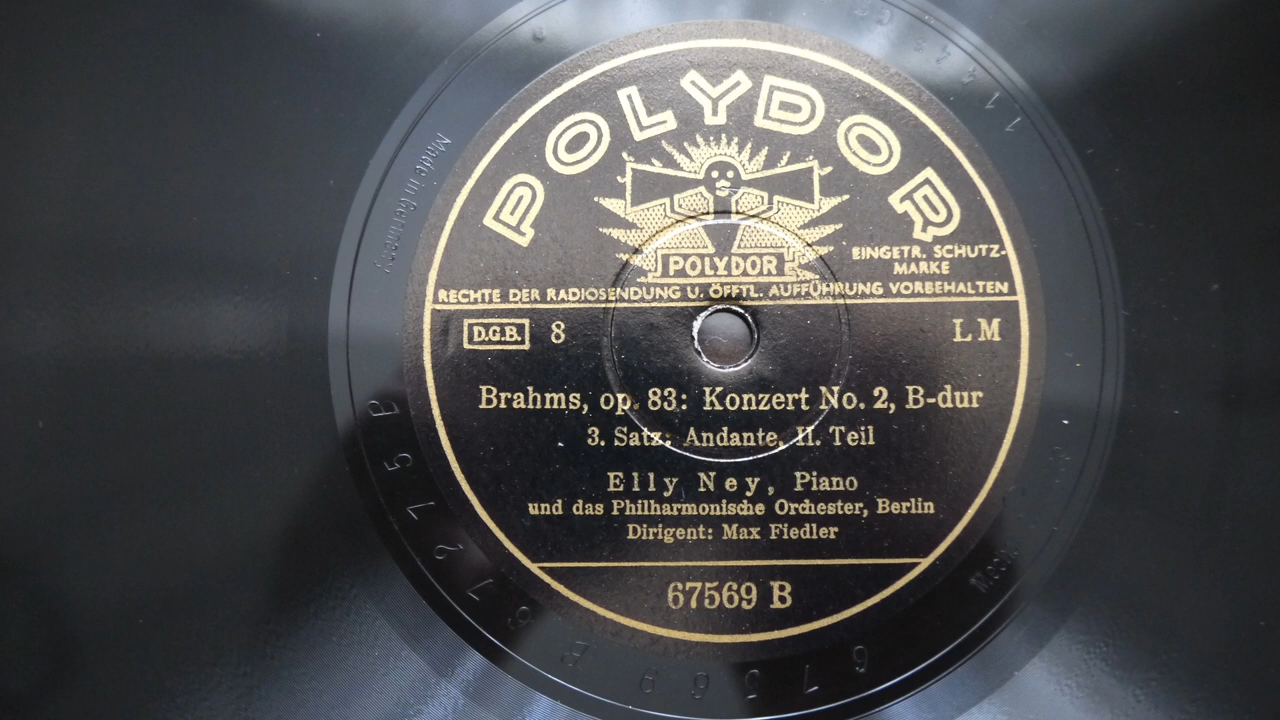 POLYDOR
POLYDOR
EINGETR. SCHUTZ-
MARKE
RECHTE DER RADIOSENDUNG U. ÖFFTL. AUFFÜHRUNG VORBEHALTEN
D.G.B. 8 LM
Brahms, op. 83: Konzert No. 2, B-dur
3. Satz: Andante, II. Teil
Elly Ney, Piano
und das Philharmonische Orchester, Berlin
Dirigent: Max Fiedler
67569 B
Made in Germany
67569 B